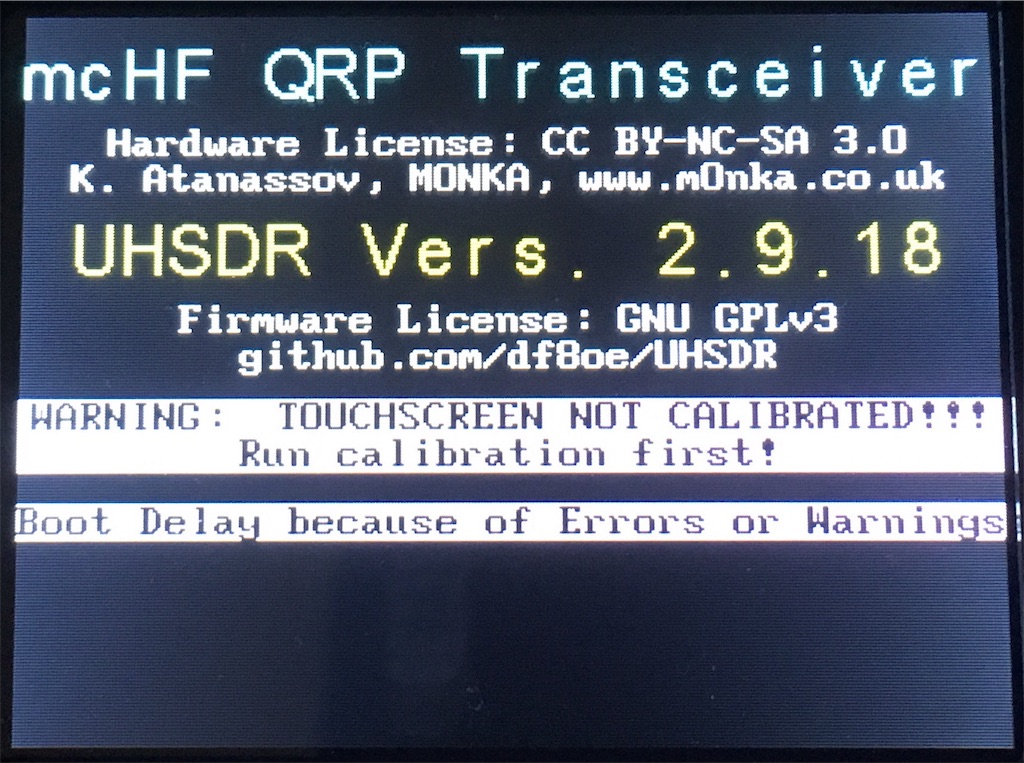 mcHF QRP Transceiver
Hardware License: CC BY-NC-SA 3.0
K. Atanassov, MONKA, www.m0nka.co.uk
UHSDR Vers. 2.9.18
Firmware License: GNU GPLv3
github.com/df8oe/UHSDR
WARNING: TOUCHSCREEN NOT CALIBRATED!!!
Run calibration first!
Boot Delay because of Errors or Warnings